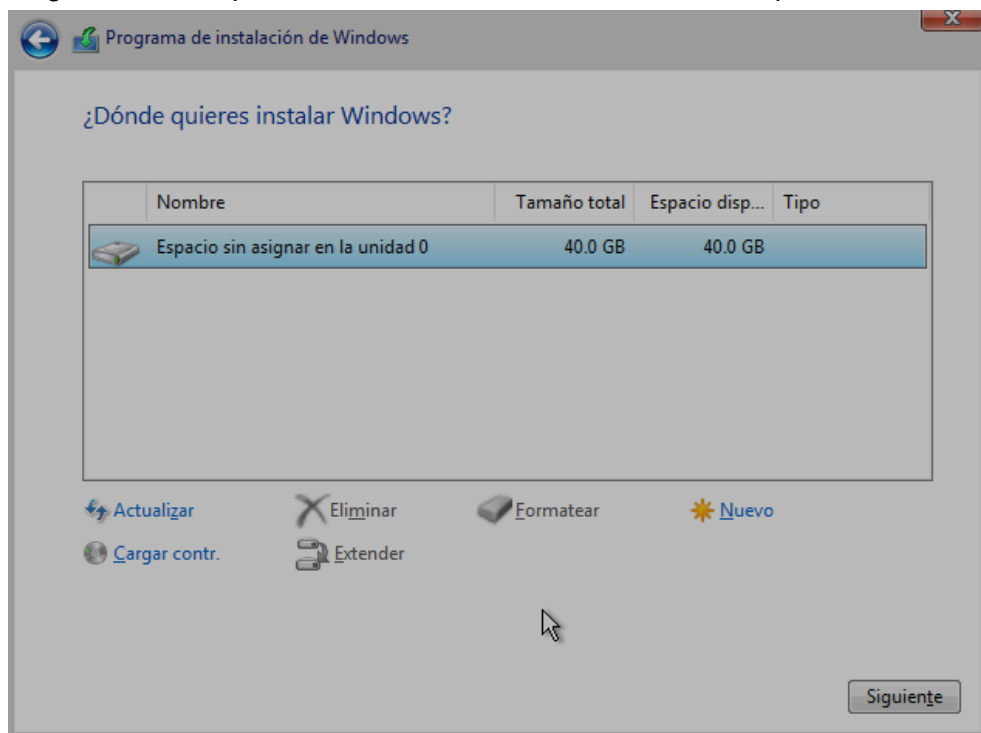 Programa de instalación de Windows
X
¿Dónde quieres instalar Windows?
Nombre Tamaño total Espacio disp... Tipo
Espacio sin asignar en la unidad 0 40.0 GB 40.0 GB
Actualizar Eliminar Formatear Nuevo
Cargar contr. Extender
Siguiente